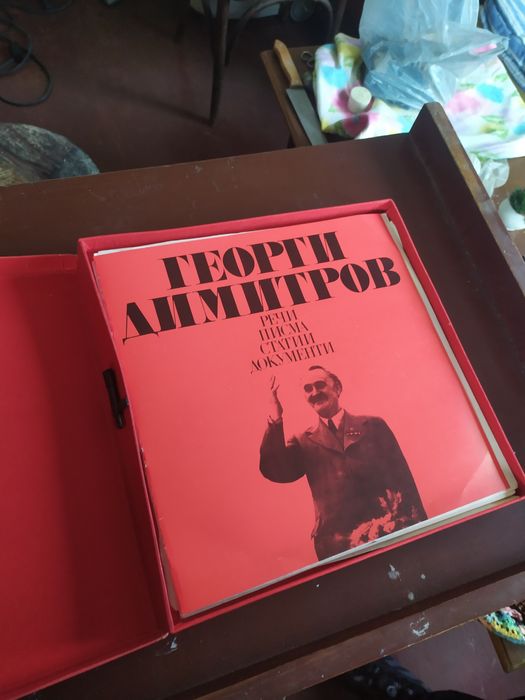 ГЕОРГИ
ДИМИТРОВ
РЕЧИ
ПИСМА
СТАТИИ
ДОКУМЕНТИ